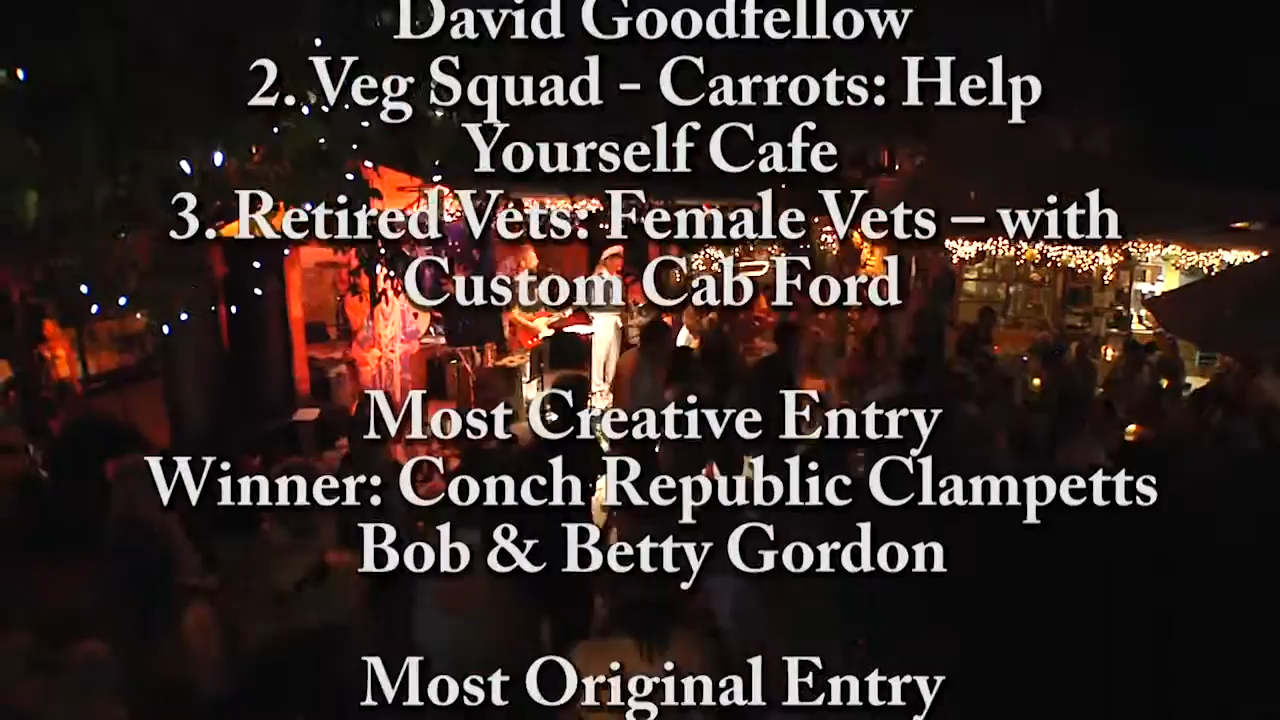 David Goodfellow
2. Veg Squad - Carrots: Help
Yourself Cafe
3. Retired Vets: Female Vets – with
Custom Cab Ford
Most Creative Entry
Winner: Conch Republic Clampetts
Bob & Betty Gordon
Most Original Entry